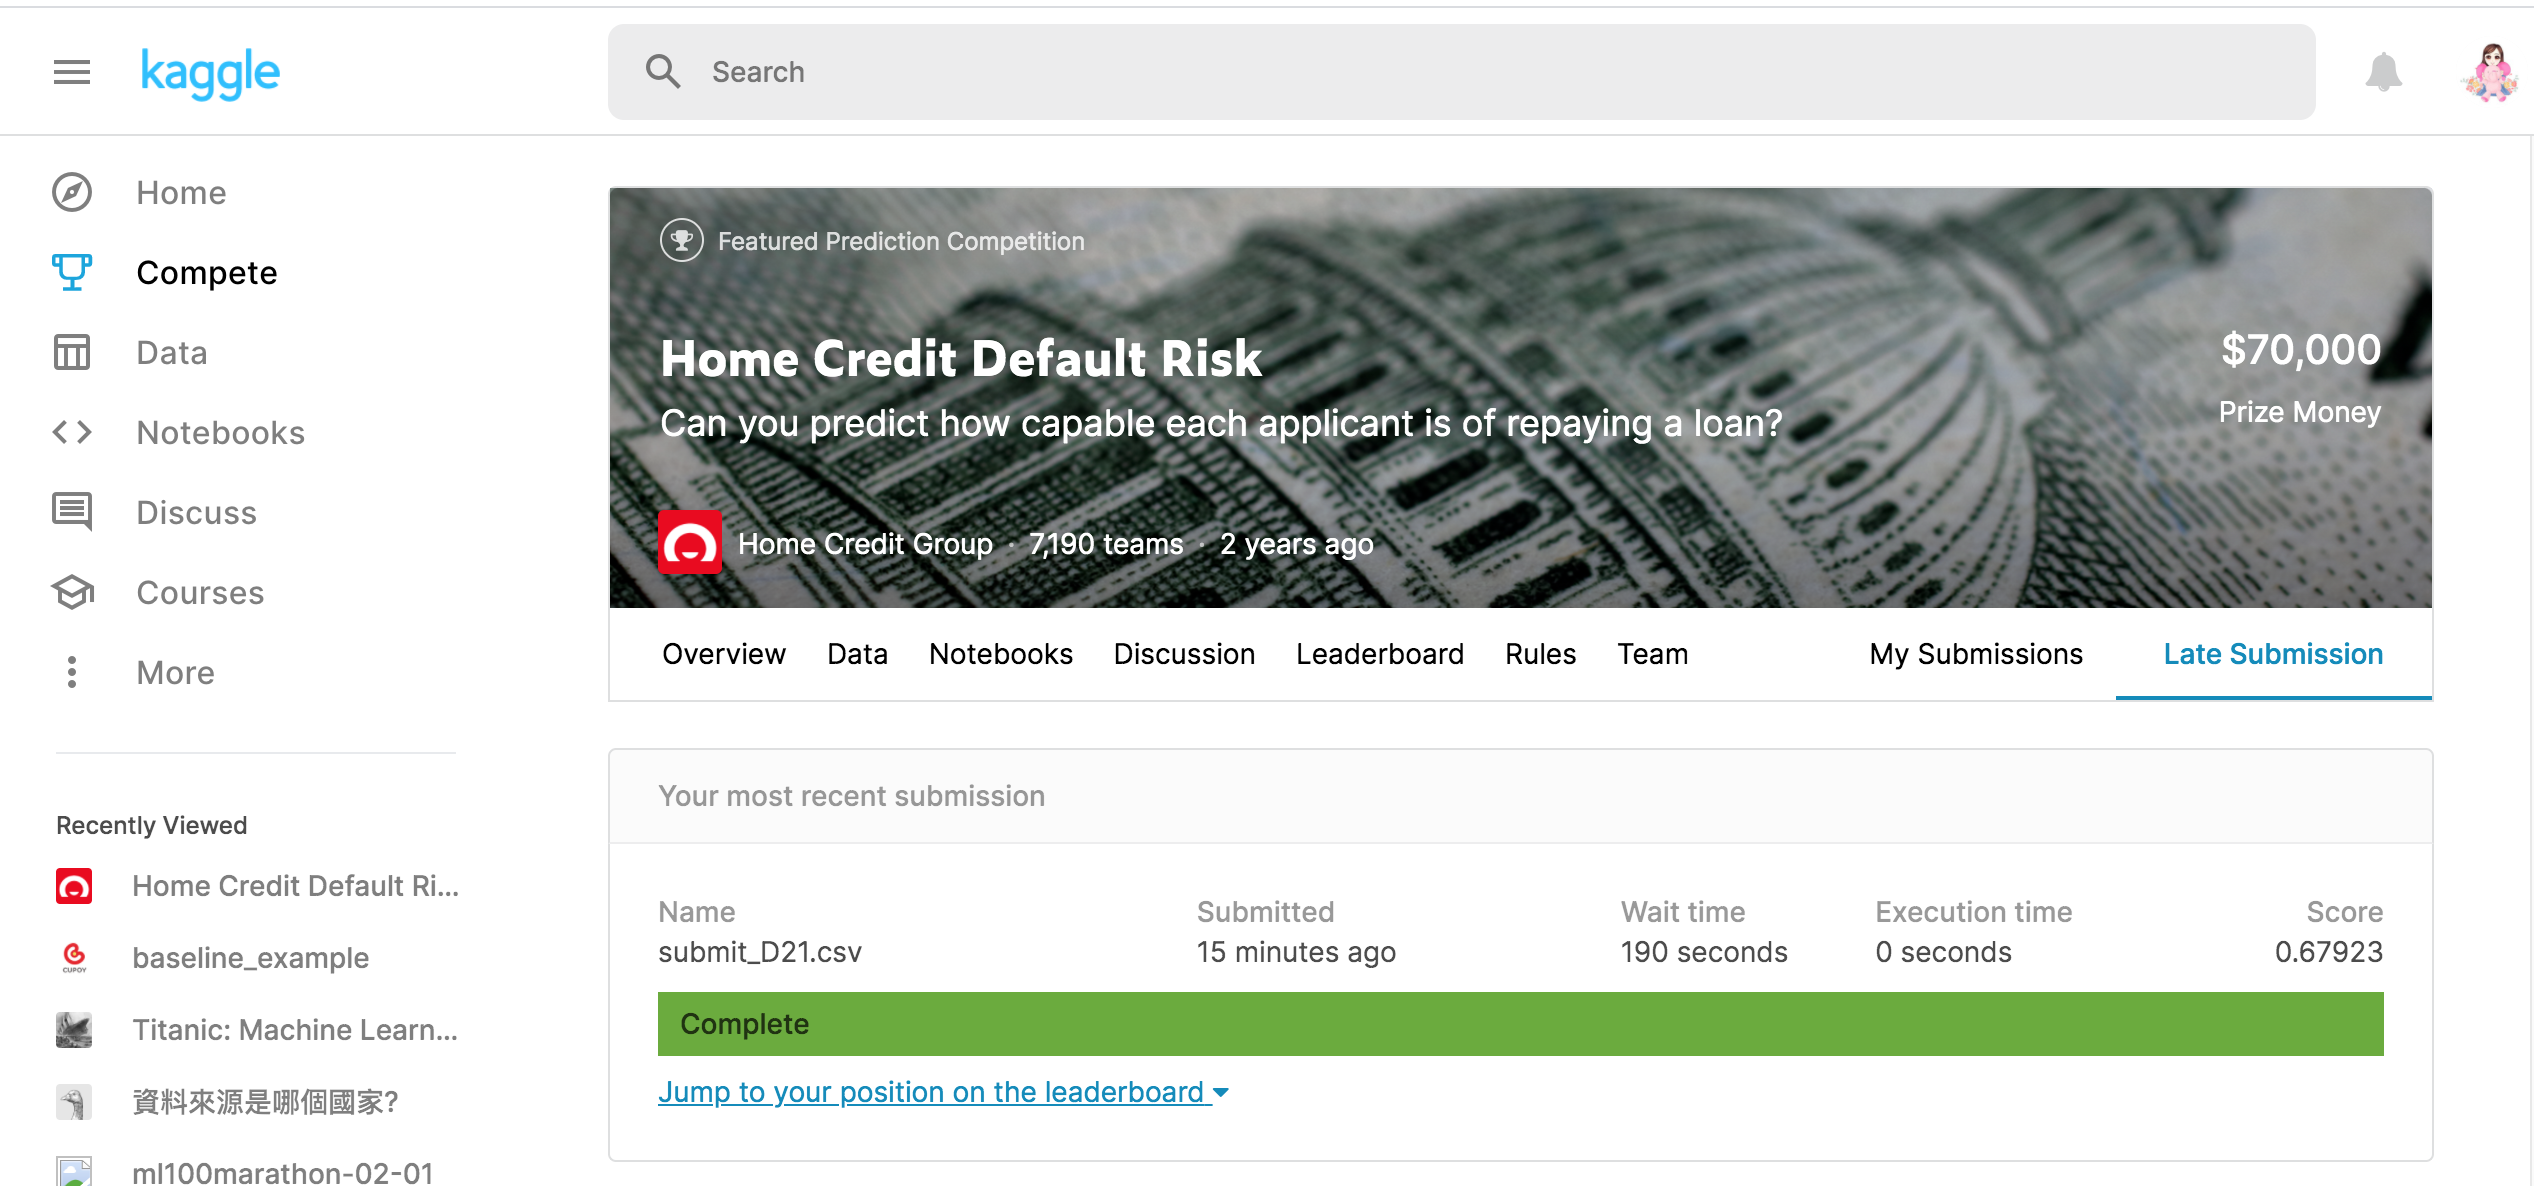 kaggle
Search
Home
Compete
Data
Notebooks
Discuss
Courses
More
Recently Viewed
Home Credit Default Ri...
CUPOY
baseline_example
Titanic: Machine Learn...
資料來源是哪個國家?
ml100marathon-02-01
Featured Prediction Competition
Home Credit Default Risk
Can you predict how capable each applicant is of repaying a loan?
$70,000
Prize Money
Home Credit Group · 7,190 teams · 2 years ago
Overview Data Notebooks Discussion Leaderboard Rules Team My Submissions Late Submission
Your most recent submission
Name Submitted Wait time Execution time Score
submit_D21.csv 15 minutes ago 190 seconds 0 seconds 0.67923
Complete
Jump to your position on the leaderboard